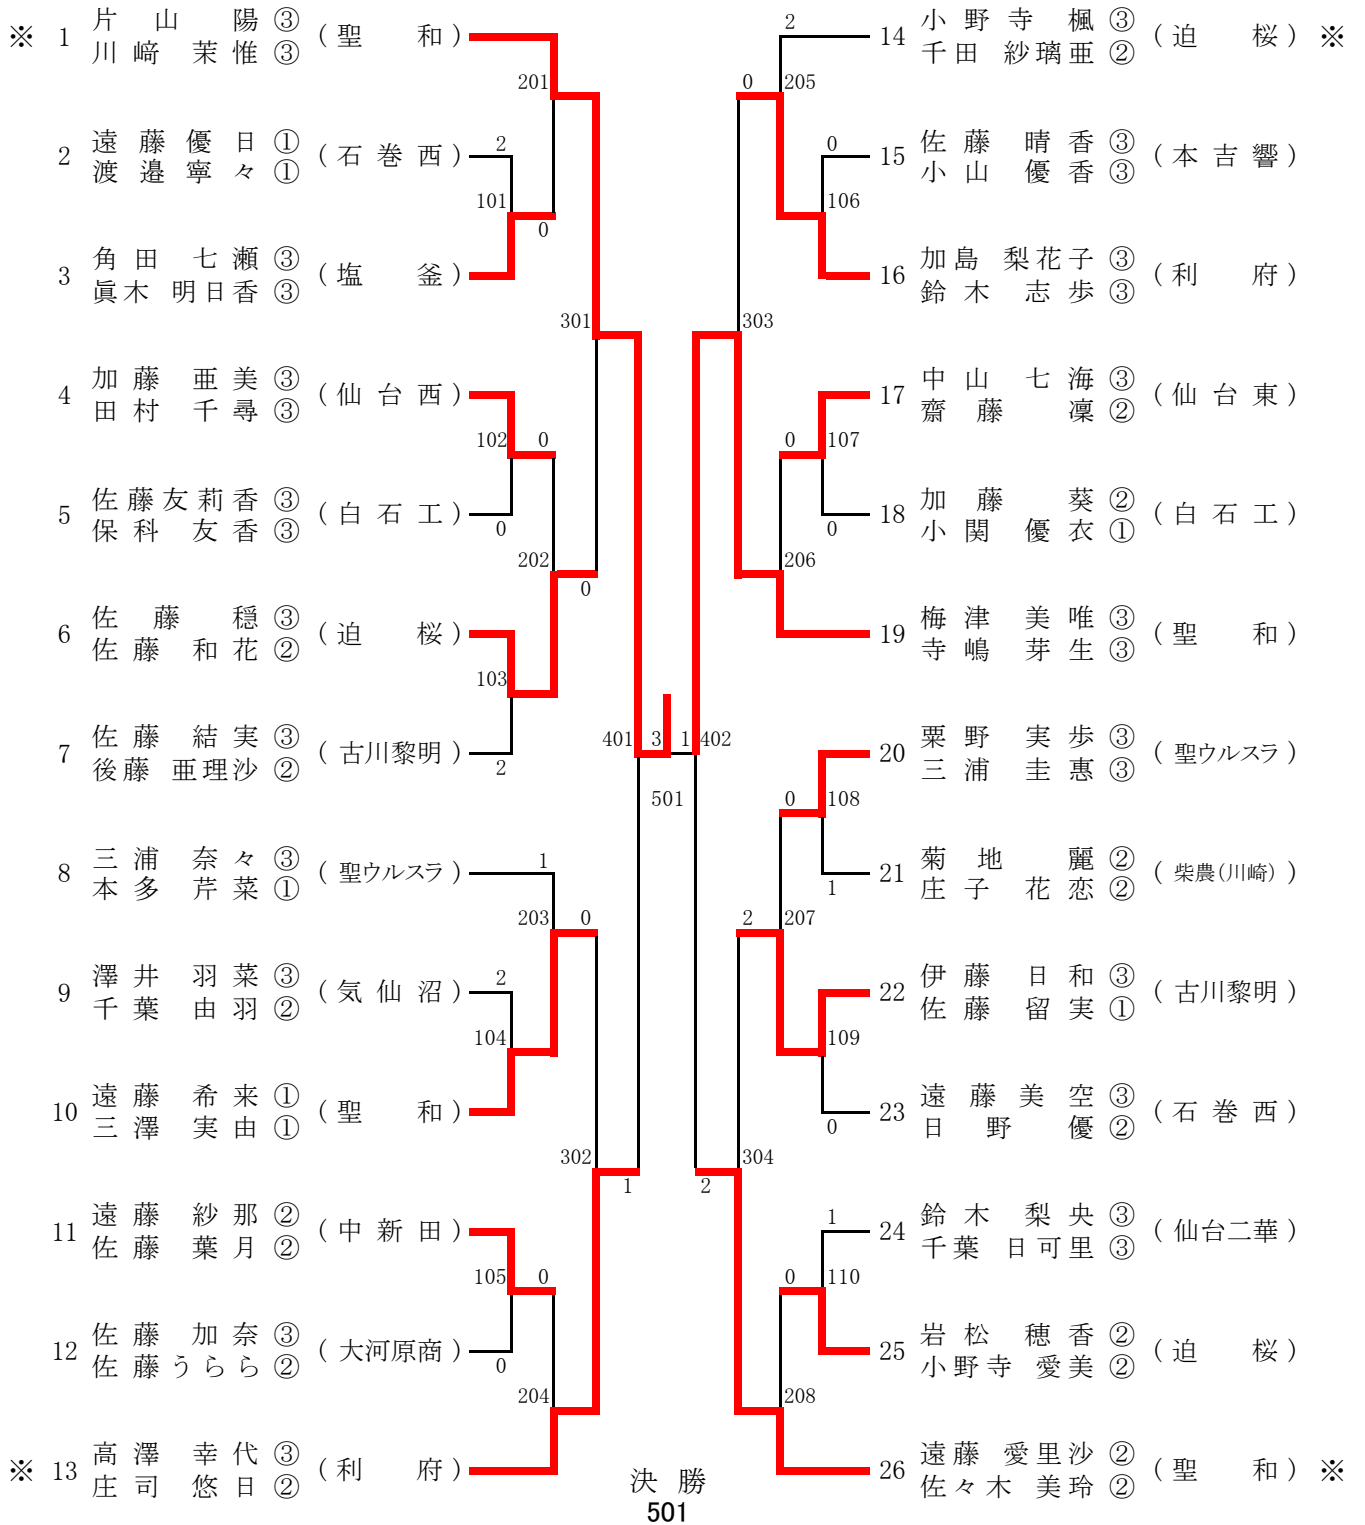 ※ 1 片山 陽 ③ (聖 和)
川﨑 茉惟 ③
201
2 遠藤優日 ① (石巻西) 2
渡邉寧々 ①
101
0
3 角田 七瀬 ③ (塩 釜)
眞木 明日香 ③
301
4 加藤 亜美 ③ (仙台西)
田村 千尋 ③
102 0
5 佐藤友莉香 ③ (白石工) 0
保科 友香 ③
202
0
6 佐藤 穏 ③ (迫 桜)
佐藤 和花 ②
103
7 佐藤 結実 ③ (古川黎明) 2
後藤 亜理沙 ②
401 3 1 402
501
8 三浦 奈々 ③ (聖ウルスラ) 1
本多 芹菜 ①
203 0
9 澤井 羽菜 ③ (気仙沼) 2
千葉 由羽 ②
104
10 遠藤 希来 ① (聖 和)
三澤 実由 ①
302
1
11 遠藤 紗那 ② (中新田)
佐藤 葉月 ②
105 0
12 佐藤 加奈 ③ (大河原商) 0
佐藤うらら ②
204
※ 13 高澤 幸代 ③ (利 府)
庄司 悠日 ②
2 14 小野寺 楓 ③ (迫 桜) ※
千田 紗璃亜 ②
0 205
0 15 佐藤 晴香 ③ (本吉響)
小山 優香 ③
106
16 加島 梨花子 ③ (利 府)
鈴木 志歩 ③
303
17 中山 七海 ③ (仙台東)
齋藤 凜 ②
0 107
0 18 加藤 葵 ② (白石工)
小関 優衣 ①
206
19 梅津 美唯 ③ (聖 和)
寺嶋 芽生 ③
20 粟野 実歩 ③ (聖ウルスラ)
三浦 圭惠 ③
0 108
1 21 菊地 麗 ② (柴農(川崎))
庄子 花恋 ②
2 207
22 伊藤 日和 ③ (古川黎明)
佐藤 留実 ①
109
0 23 遠藤美空 ③ (石巻西)
日野 優 ②
304
2
1 24 鈴木 梨央 ③ (仙台二華)
千葉 日可里 ③
0 110
25 岩松 穂香 ② (迫 桜)
小野寺 愛美 ②
208
26 遠藤 愛里沙 ② (聖 和) ※
佐々木 美玲 ②
決 勝
501